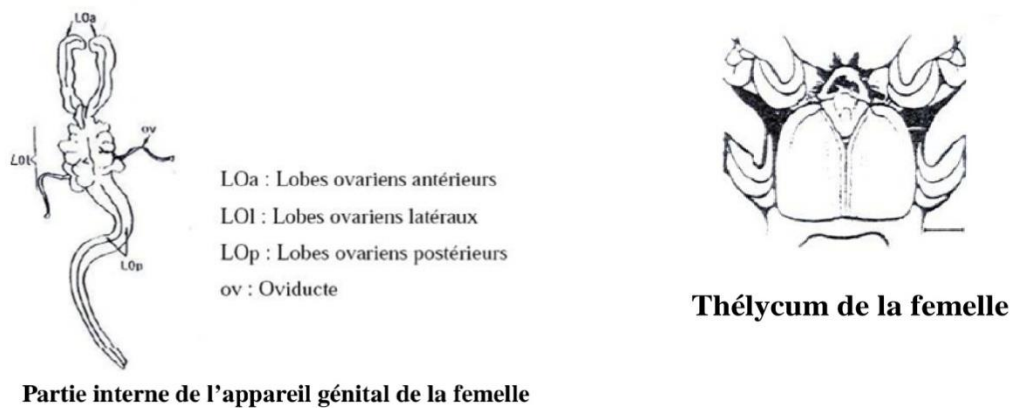 LOa
ov
LOl
LOp
LOa : Lobes ovariens antérieurs
LOl : Lobes ovariens latéraux
LOp : Lobes ovariens postérieurs
ov : Oviducte
Partie interne de l'appareil génital de la femelle
Thélycum de la femelle